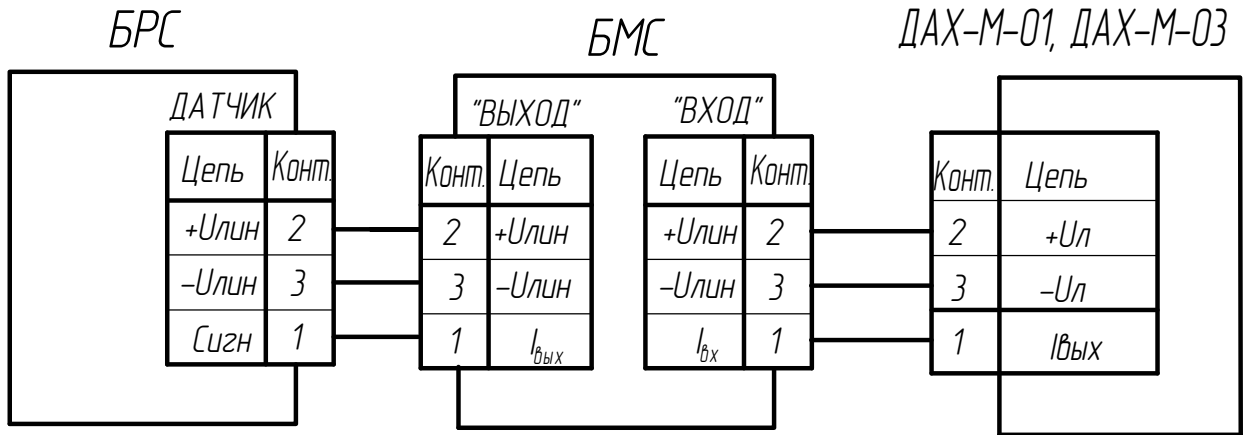 БРС
БМС
ДАХ-М-01, ДАХ-М-03
ДАТЧИК
"ВЫХОД"
"ВХОД"
Цепь Конт.
+Uлин 2
-Uлин 3
Сигн 1
Конт. Цепь
2 +Uлин
3 -Uлин
1 Iвых
Цепь Конт.
+Uлин 2
-Uлин 3
Iвх 1
Конт. Цепь
2 +Uл
3 -Uл
1 Iвых